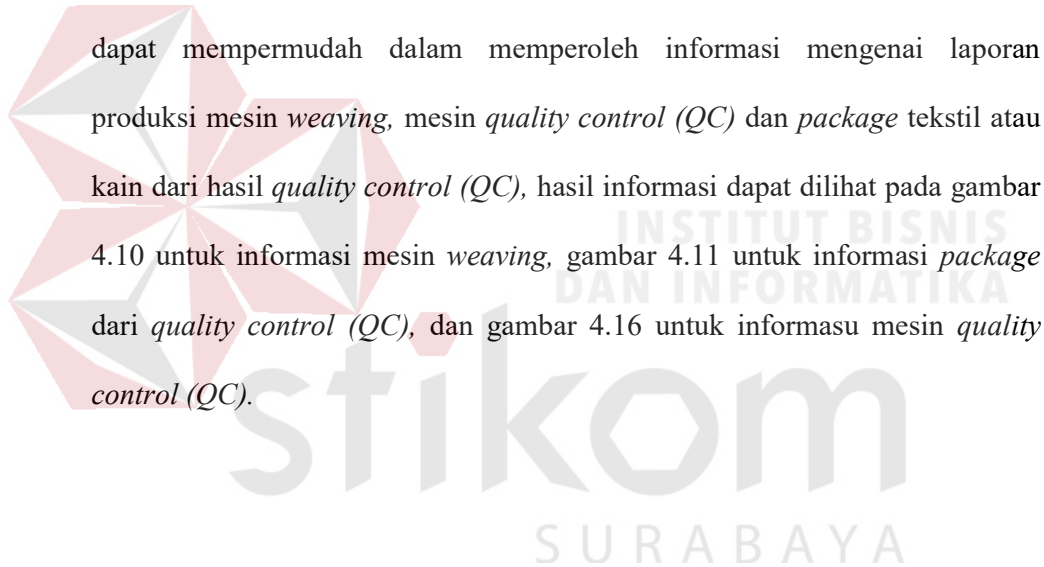 dapat mempermudah dalam memperoleh informasi mengenai laporan
produksi mesin weaving, mesin quality control (QC) dan package tekstil atau
kain dari hasil quality control (QC), hasil informasi dapat dilihat pada gambar
4.10 untuk informasi mesin weaving, gambar 4.11 untuk informasi package
dari quality control (QC), dan gambar 4.16 untuk informasu mesin quality
control (QC).
INSTITUT BISNIS
DAN INFORMATIKA
stikom
SURABAYA